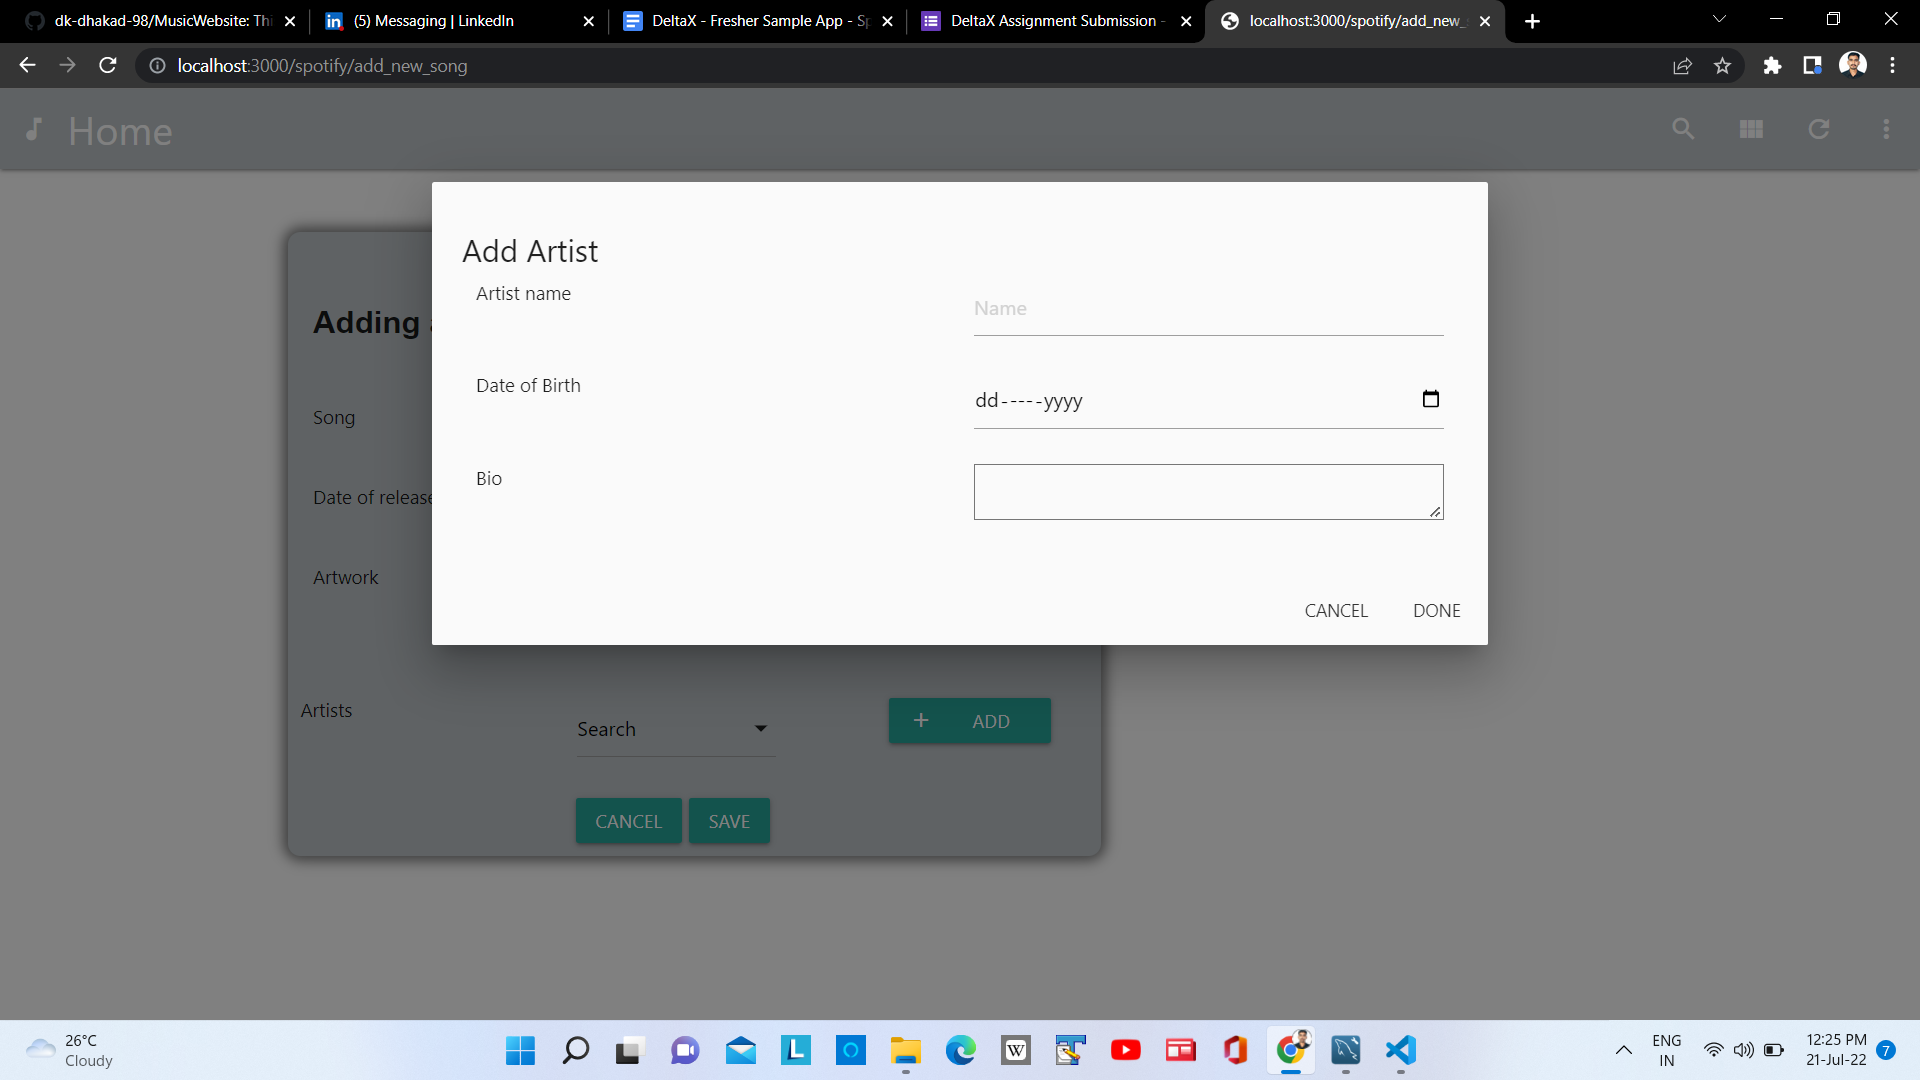 dk-dhakad-98/MusicWebsite: Thi
(5) Messaging | LinkedIn
DeltaX - Fresher Sample App - Sp
DeltaX Assignment Submission -
localhost:3000/spotify/add_new_s
localhost:3000/spotify/add_new_song
Home
Add Artist
Artist name
Name
Date of Birth
dd-----yyyy
Bio
CANCEL
DONE
Adding
Song
Date of release
Artwork
Artists
Search
+ ADD
CANCEL
SAVE
26°C
Cloudy
L
W
ENG
IN
12:25 PM
21-Jul-22
7